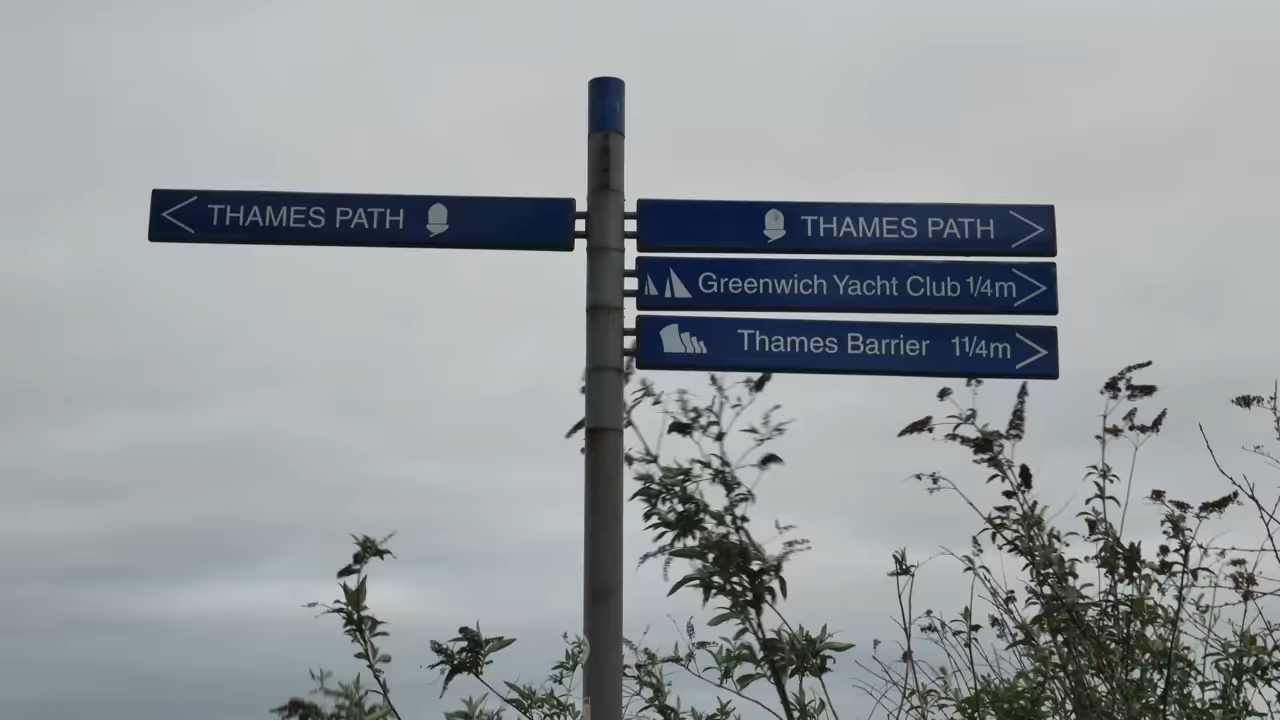 THAMES PATH
THAMES PATH
Greenwich Yacht Club 1/4m
Thames Barrier 11/4m